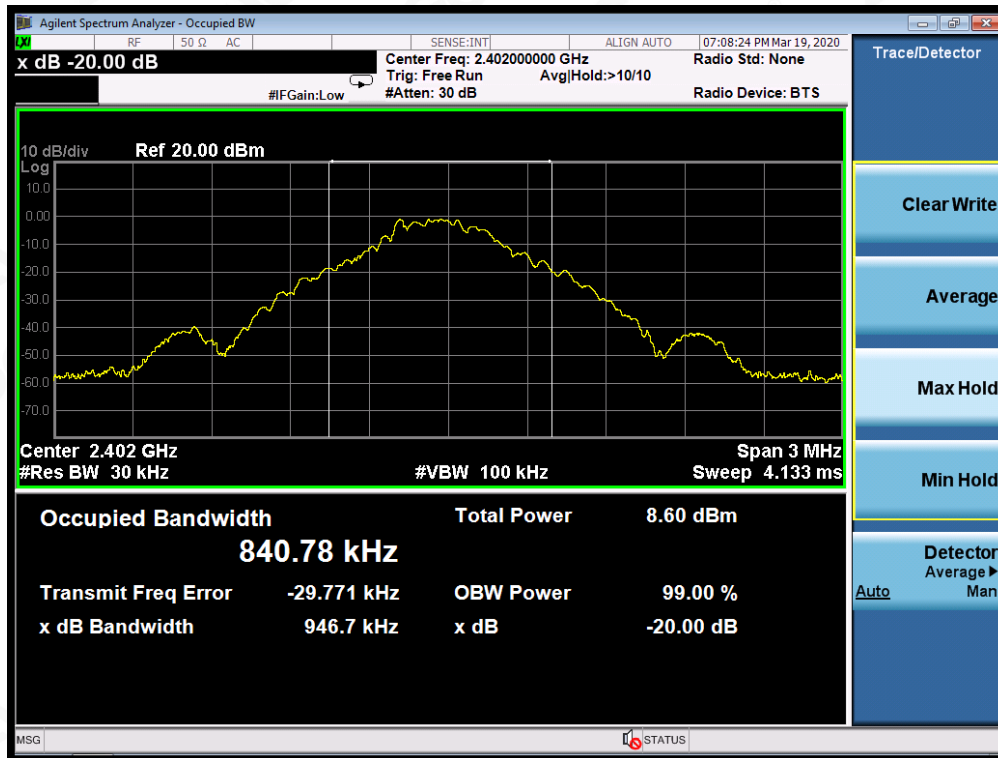 Agilent Spectrum Analyzer - Occupied BW
LXI RF 50 Ω AC SENSE:INT ALIGN AUTO 07:08:24 PM Mar 19, 2020
x dB -20.00 dB
Center Freq: 2.402000000 GHz Radio Std: None
Trig: Free Run Avg|Hold:>10/10
#IFGain:Low #Atten: 30 dB Radio Device: BTS
10 dB/div Ref 20.00 dBm
Log
10.0
0.00
-10.0
-20.0
-30.0
-40.0
-50.0
-60.0
-70.0
Center 2.402 GHz Span 3 MHz
#Res BW 30 kHz #VBW 100 kHz Sweep 4.133 ms
Occupied Bandwidth Total Power 8.60 dBm
840.78 kHz
Transmit Freq Error -29.771 kHz OBW Power 99.00 %
x dB Bandwidth 946.7 kHz x dB -20.00 dB
MSG STATUS
Trace/Detector
Clear Write
Average
Max Hold
Min Hold
Detector
Average
Auto Man